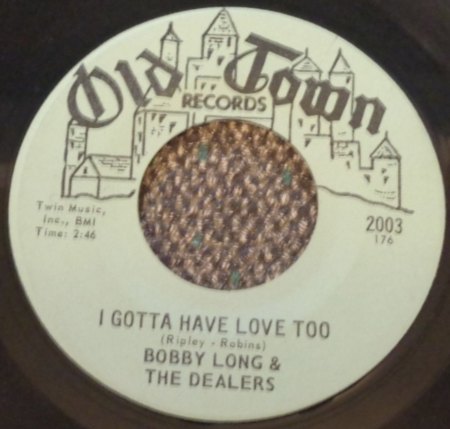 Old Town
RECORDS
Twin Music,
Inc., BMI
Time: 2:46
2003
176
I GOTTA HAVE LOVE TOO
(Ripley - Robins)
BOBBY LONG &
THE DEALERS